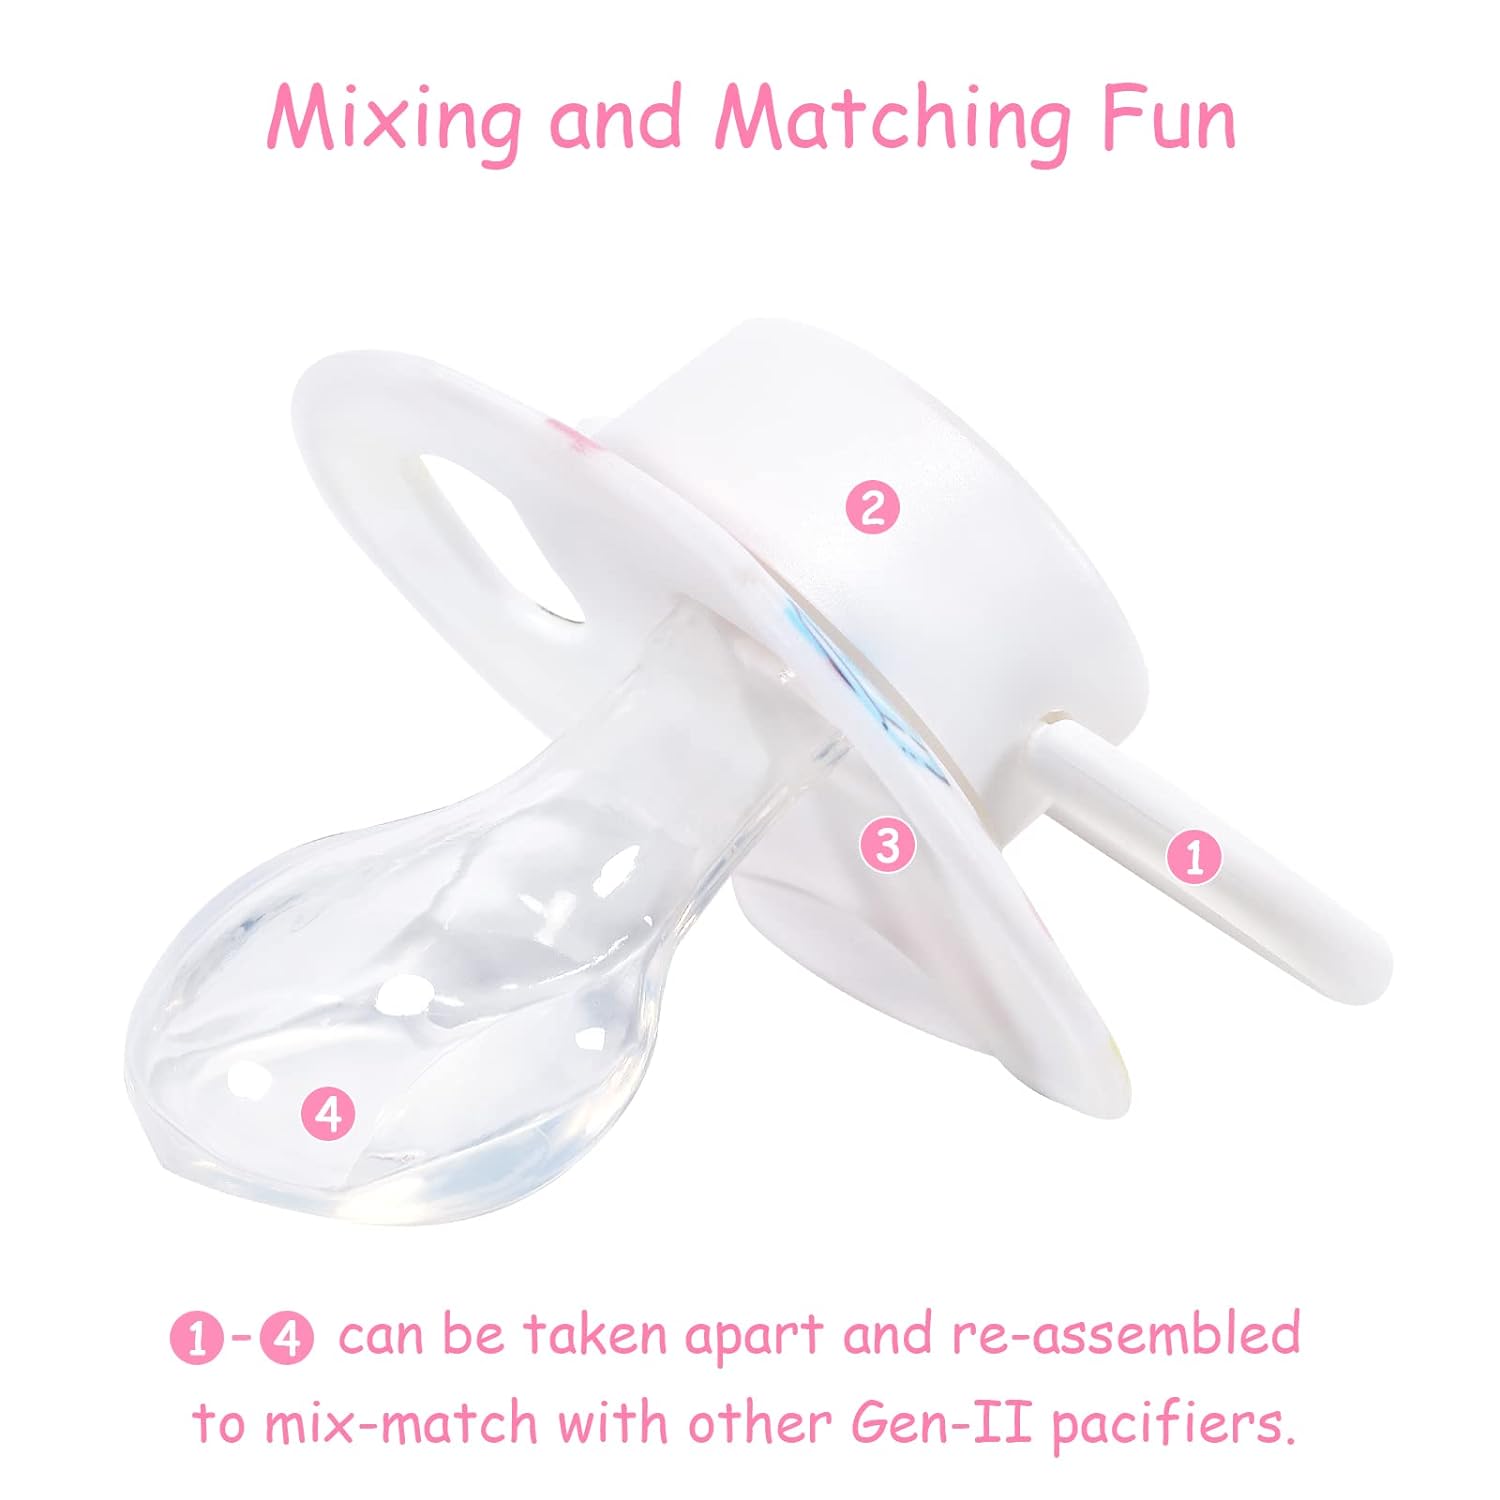 Mixing and Matching Fun
2
3
1
4
1-4 can be taken apart and re-assembled
to mix-match with other Gen-II pacifiers.